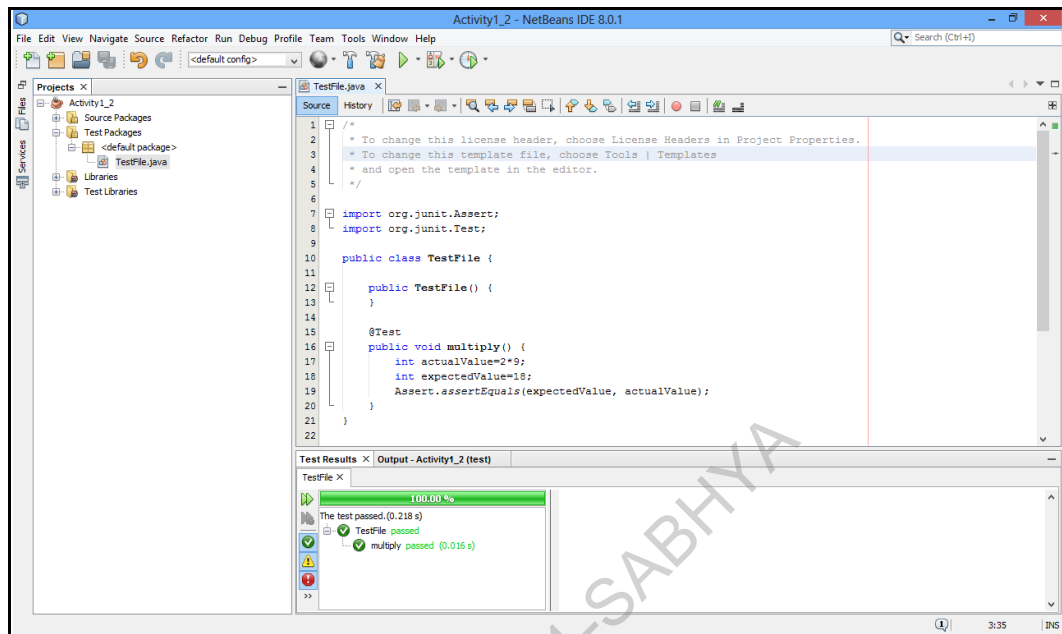 Activity1_2 - NetBeans IDE 8.0.1
File Edit View Navigate Source Refactor Run Debug Profile Team Tools Window Help
Search (Ctrl+I)
<default config>
Projects
Files
Services
Activity1_2
Source Packages
Test Packages
<default package>
TestFile.java
Libraries
Test Libraries
TestFile.java
Source History
1 /*
2 * To change this license header, choose License Headers in Project Properties.
3 * To change this template file, choose Tools | Templates
4 * and open the template in the editor.
5 */
6
7 import org.junit.Assert;
8 import org.junit.Test;
9
10 public class TestFile {
11
12 public TestFile() {
13 }
14
15 @Test
16 public void multiply() {
17 int actualValue=2*9;
18 int expectedValue=18;
19 Assert.assertEquals(expectedValue, actualValue);
20 }
21 }
22
Test Results Output - Activity1_2 (test)
TestFile
100.00 %
The test passed.(0.218 s)
TestFile passed
multiply passed (0.016 s)
-SABHYA
1 3:35 INS